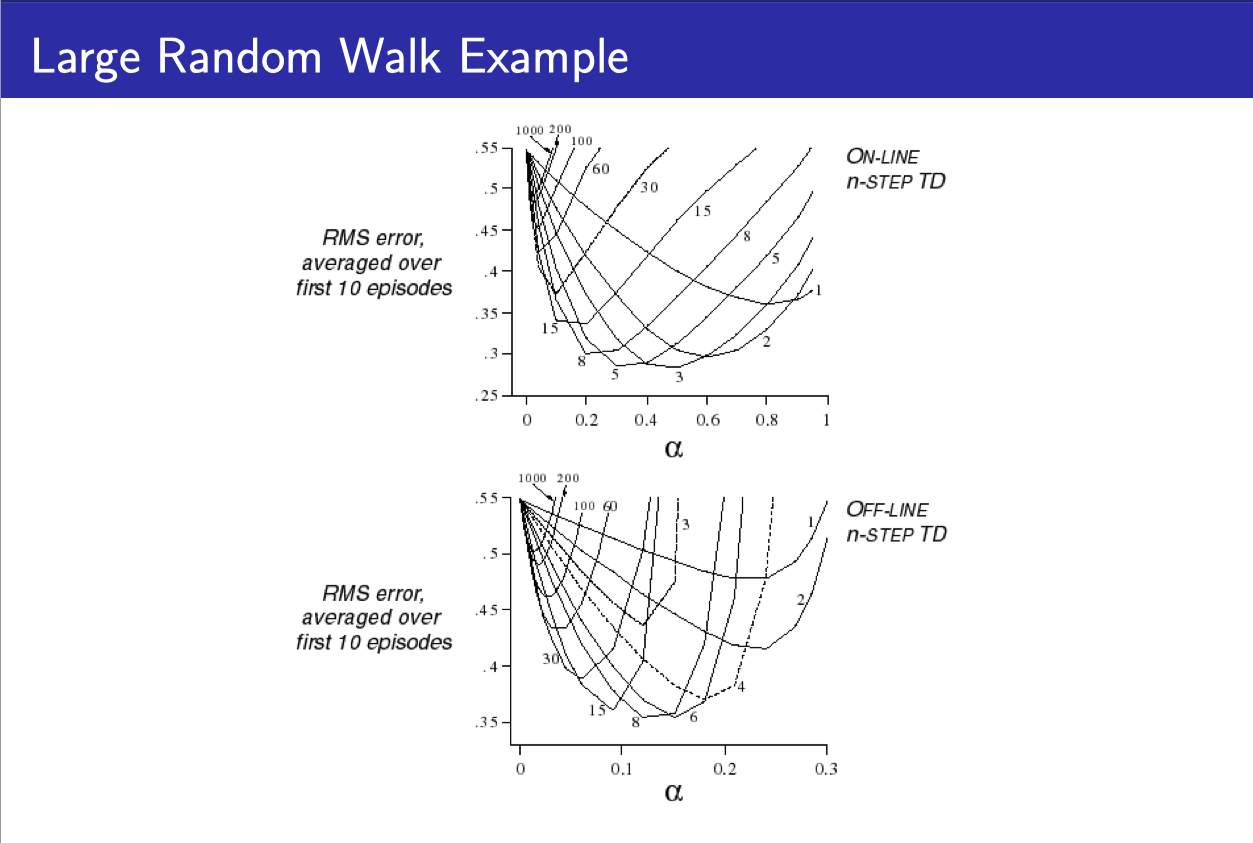 Large Random Walk Example
1000 200
100
60
30
15
8
5
1
2
15
8
5
3
.55
.5
.45
.4
.35
.3
.25
0 0.2 0.4 0.6 0.8 1
α
RMS error,
averaged over
first 10 episodes
ON-LINE
n-STEP TD
1000 200
100 60
3
1
2
4
30
15
8
6
.55
.5
.45
.4
.35
0 0.1 0.2 0.3
α
RMS error,
averaged over
first 10 episodes
OFF-LINE
n-STEP TD